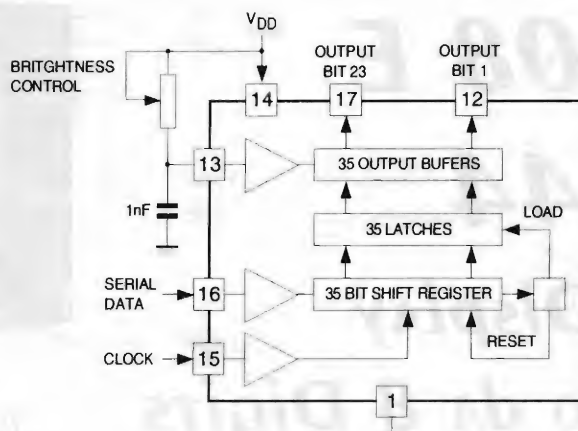 VDD
OUTPUT
BIT 23
OUTPUT
BIT 1
BRITGHTNESS
CONTROL
14
17
12
13
35 OUTPUT BUFERS
1nF
LOAD
35 LATCHES
SERIAL
DATA
16
35 BIT SHIFT REGISTER
RESET
CLOCK
15
1